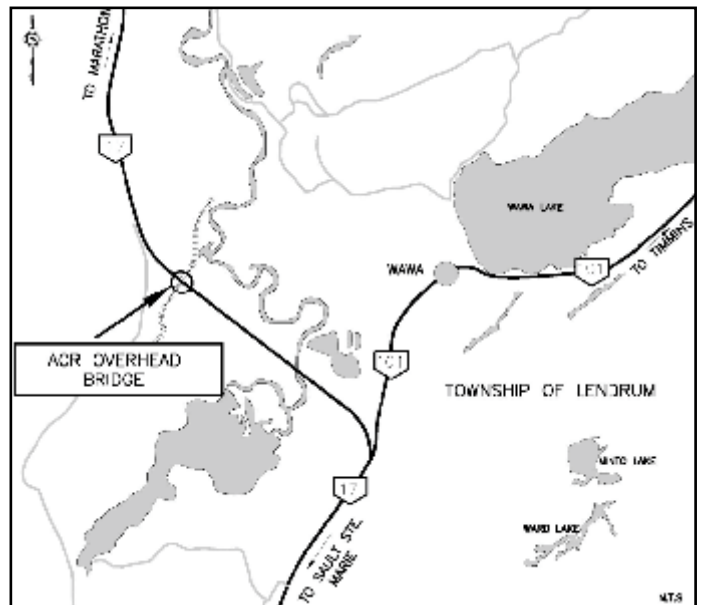 TO MARATHON
17
WAWA LAKE
WAWA
101
TO TIMMINS
ACR OVERHEAD
BRIDGE
101
TOWNSHIP OF LENDRUM
MINTO LAKE
17
WARD LAKE
TO SAULT STE.
MARIE
N.T.S